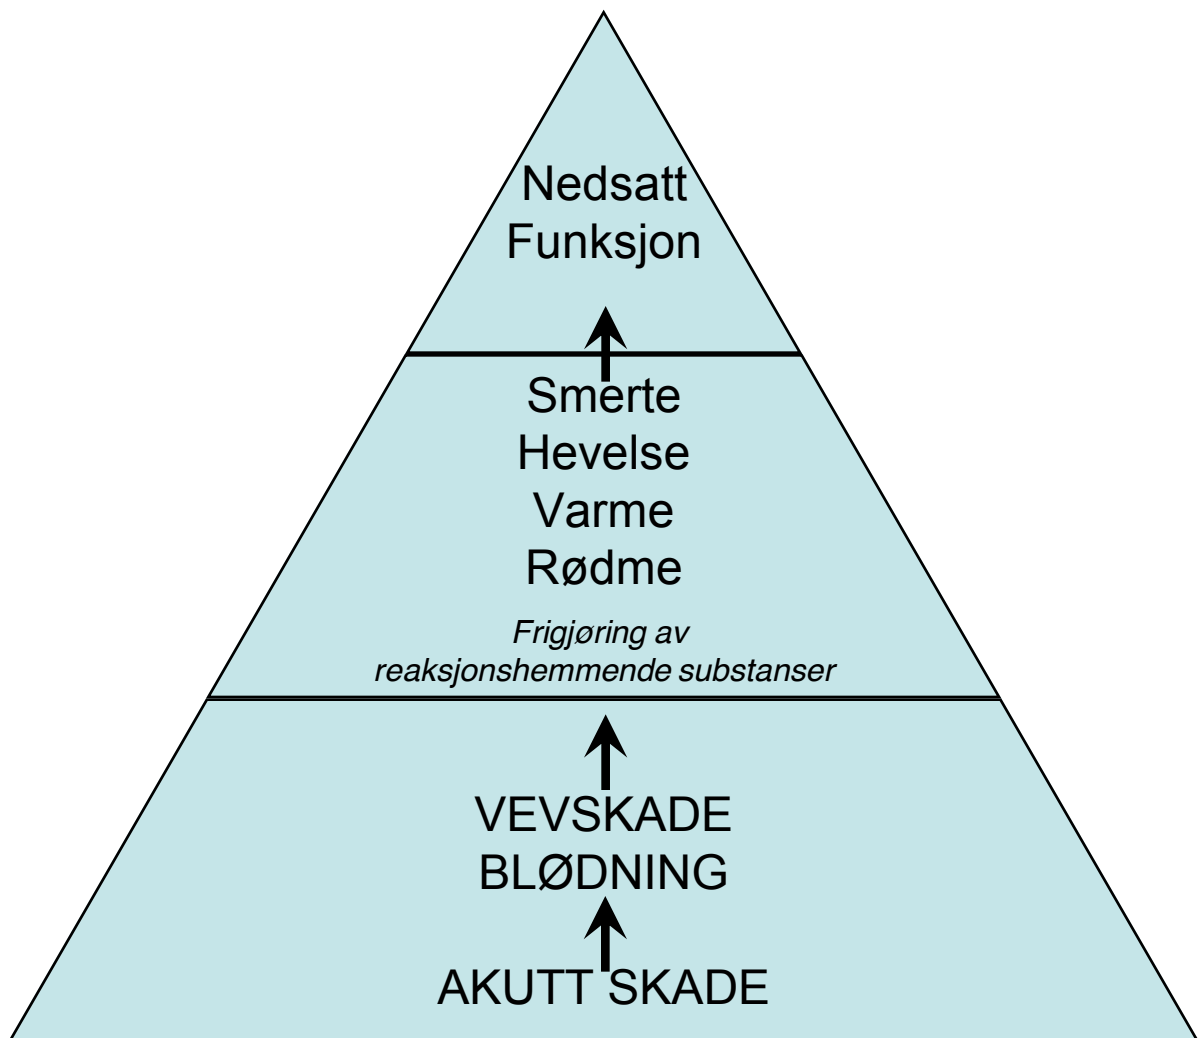 Nedsatt
Funksjon
Smerte
Hevelse
Varme
Rødme
Frigjøring av
reaksjonshemmende substanser
VEVSKADE
BLØDNING
AKUTT SKADE